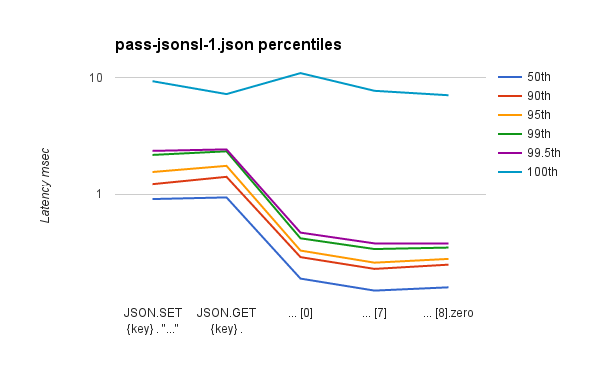 pass-jsonsl-1.json percentiles
10
1
Latency msec
50th
90th
95th
99th
99.5th
100th
JSON.SET
{key} . "..."
JSON.GET
{key} .
... [0]
... [7]
... [8].zero